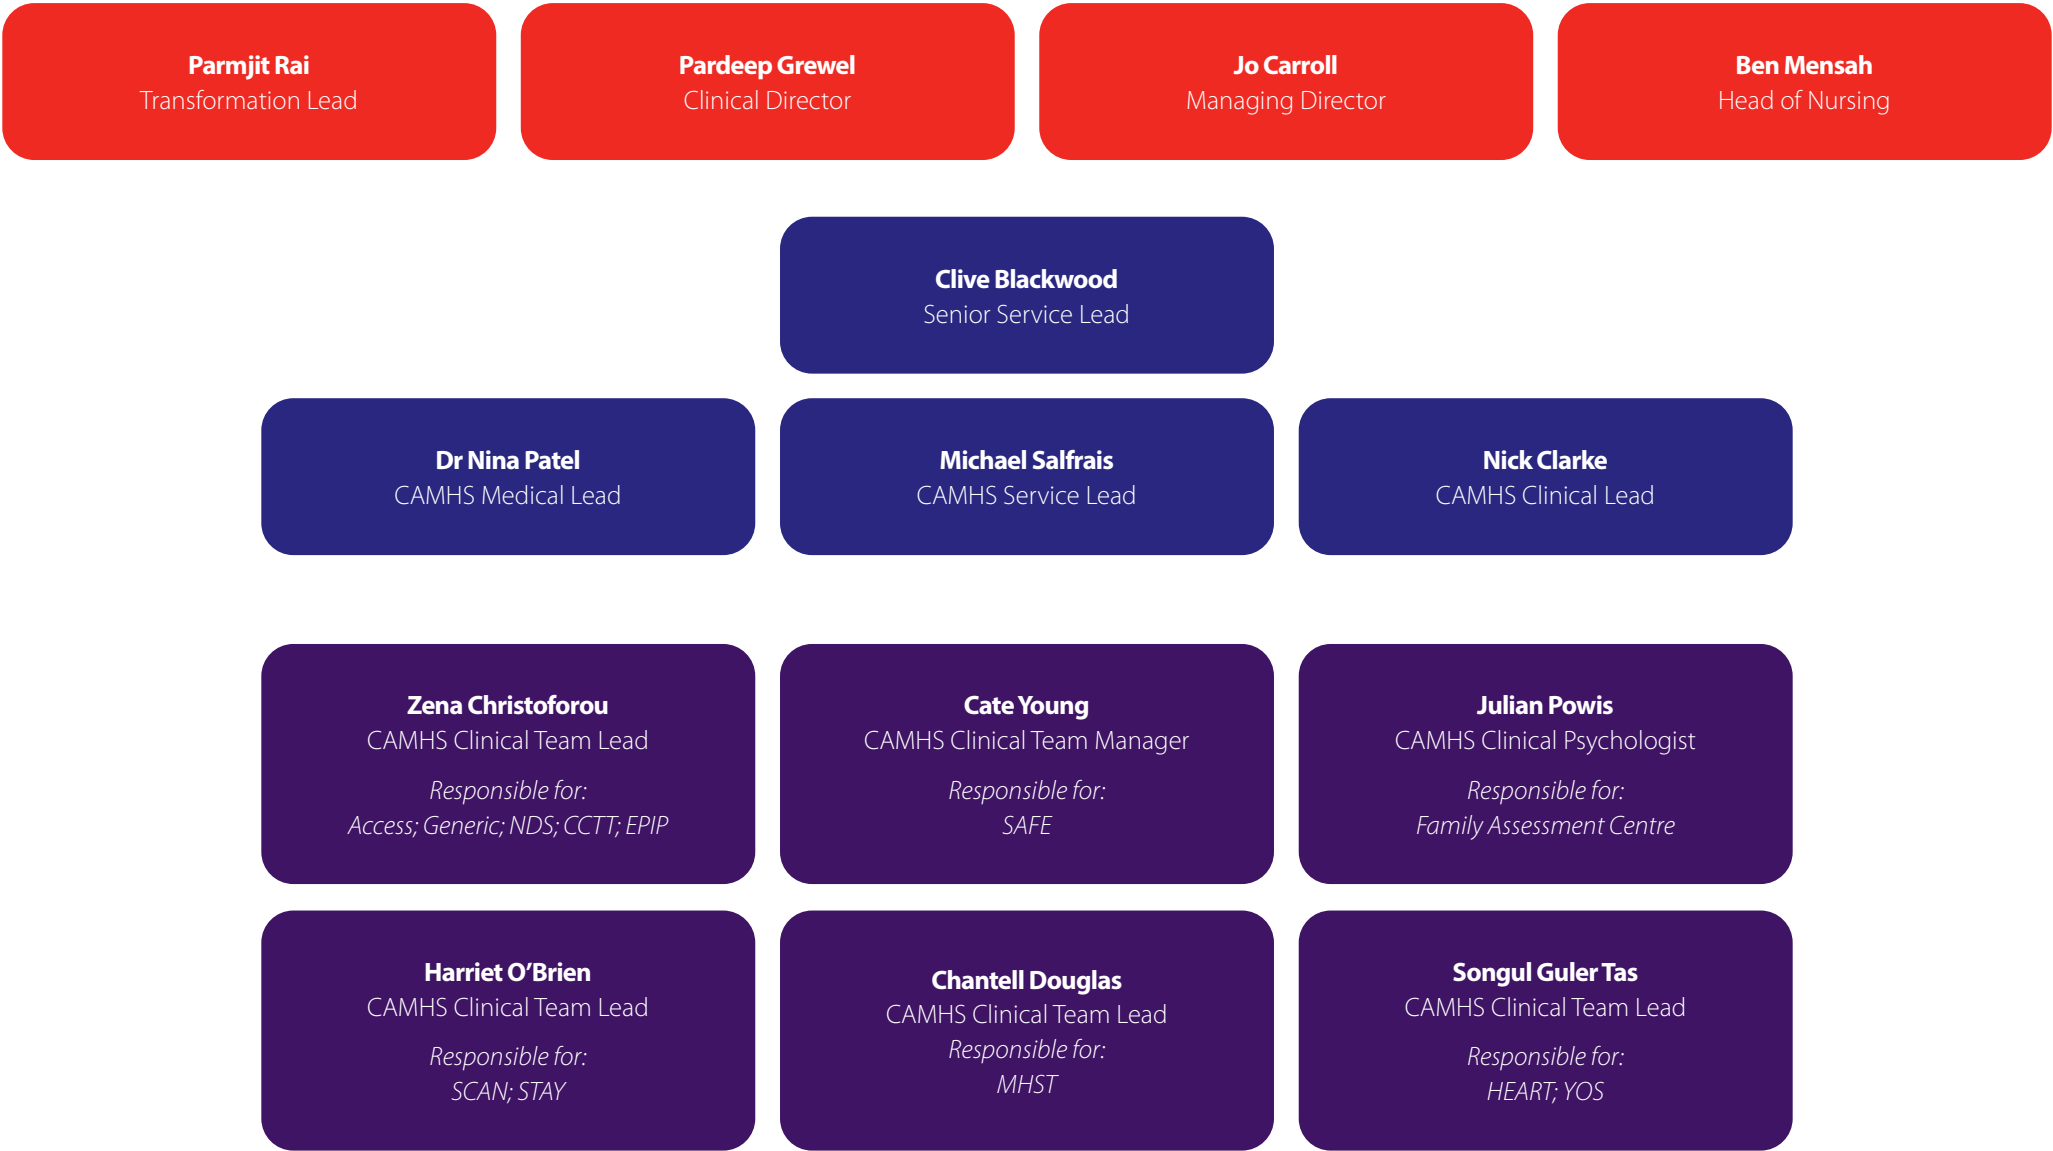 Parmjit Rai
Transformation Lead
Pardeep Grewel
Clinical Director
Jo Carroll
Managing Director
Ben Mensah
Head of Nursing
Clive Blackwood
Senior Service Lead
Dr Nina Patel
CAMHS Medical Lead
Michael Salfrais
CAMHS Service Lead
Nick Clarke
CAMHS Clinical Lead
Zena Christoforou
CAMHS Clinical Team Lead
Responsible for:
Access; Generic; NDS; CCTT; EPIP
Cate Young
CAMHS Clinical Team Manager
Responsible for:
SAFE
Julian Powis
CAMHS Clinical Psychologist
Responsible for:
Family Assessment Centre
Harriet O’Brien
CAMHS Clinical Team Lead
Responsible for:
SCAN; STAY
Chantell Douglas
CAMHS Clinical Team Lead
Responsible for:
MHST
Songul Guler Tas
CAMHS Clinical Team Lead
Responsible for:
HEART; YOS